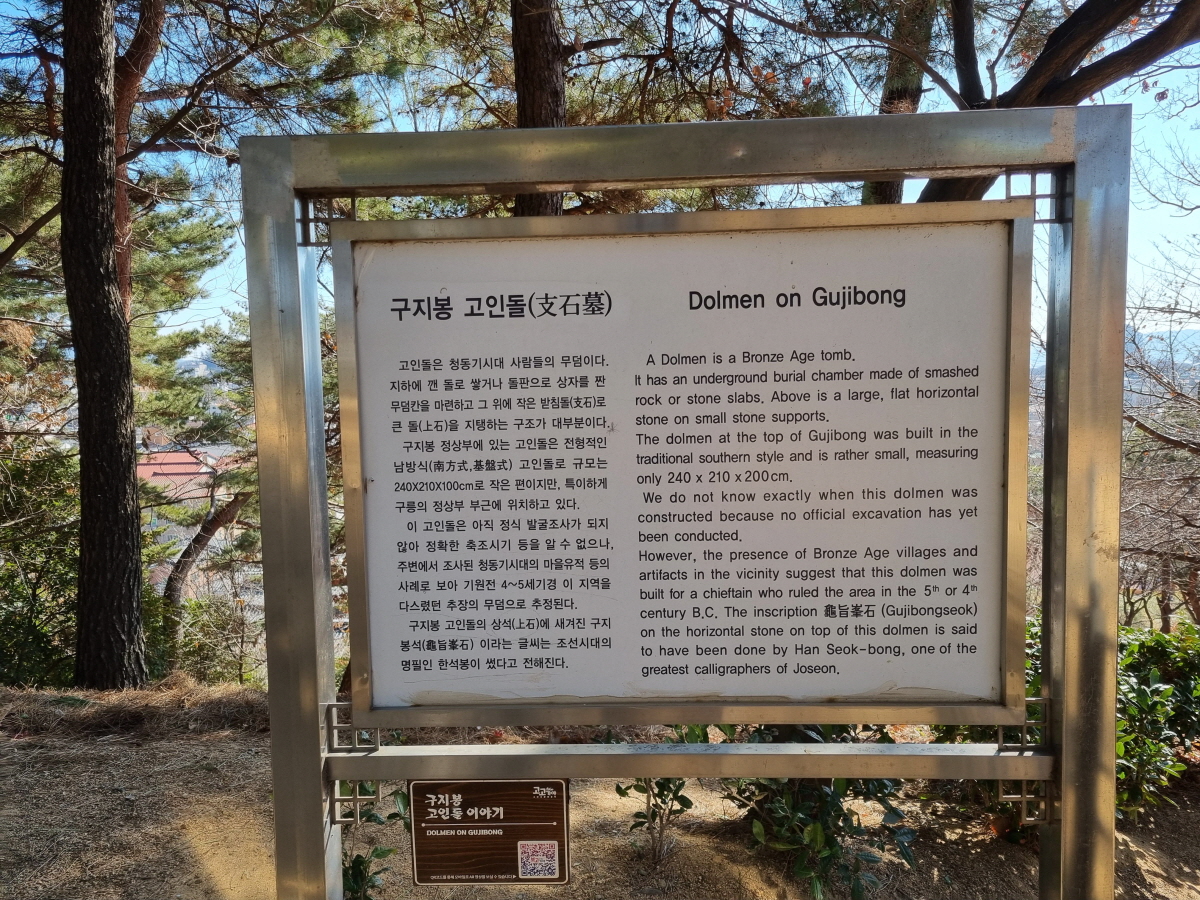 구지봉 고인돌(支石墓)
고인돌은 청동기시대 사람들의 무덤이다.
지하에 깬 돌로 쌓거나 돌판으로 상자를 짠
무덤칸을 마련하고 그 위에 작은 받침돌(支石)로
큰 돌(上石)을 지탱하는 구조가 대부분이다.
구지봉 정상부에 있는 고인돌은 전형적인
남방식(南方式,基盤式) 고인돌로 규모는
240X210X100cm로 작은 편이지만, 특이하게
구릉의 정상부 부근에 위치하고 있다.
이 고인돌은 아직 정식 발굴조사가 되지
않아 정확한 축조시기 등을 알 수 없으나,
주변에서 조사된 청동기시대의 마을유적 등의
사례로 보아 기원전 4~5세기경 이 지역을
다스렸던 추장의 무덤으로 추정된다.
구지봉 고인돌의 상석(上石)에 새겨진 구지
봉석(龜旨峯石) 이라는 글씨는 조선시대의
명필인 한석봉이 썼다고 전해진다.
Dolmen on Gujibong
A Dolmen is a Bronze Age tomb.
It has an underground burial chamber made of smashed
rock or stone slabs. Above is a large, flat horizontal
stone on small stone supports.
The dolmen at the top of Gujibong was built in the
traditional southern style and is rather small, measuring
only 240 x 210 x 200cm.
We do not know exactly when this dolmen was
constructed because no official excavation has yet
been conducted.
However, the presence of Bronze Age villages and
artifacts in the vicinity suggest that this dolmen was
built for a chieftain who ruled the area in the 5th or 4th
century B.C. The inscription 龜旨峯石 (Gujibongseok)
on the horizontal stone on top of this dolmen is said
to have been done by Han Seok-bong, one of the
greatest calligraphers of Joseon.
구지봉
고인돌 이야기
DOLMEN ON GUJIBONG